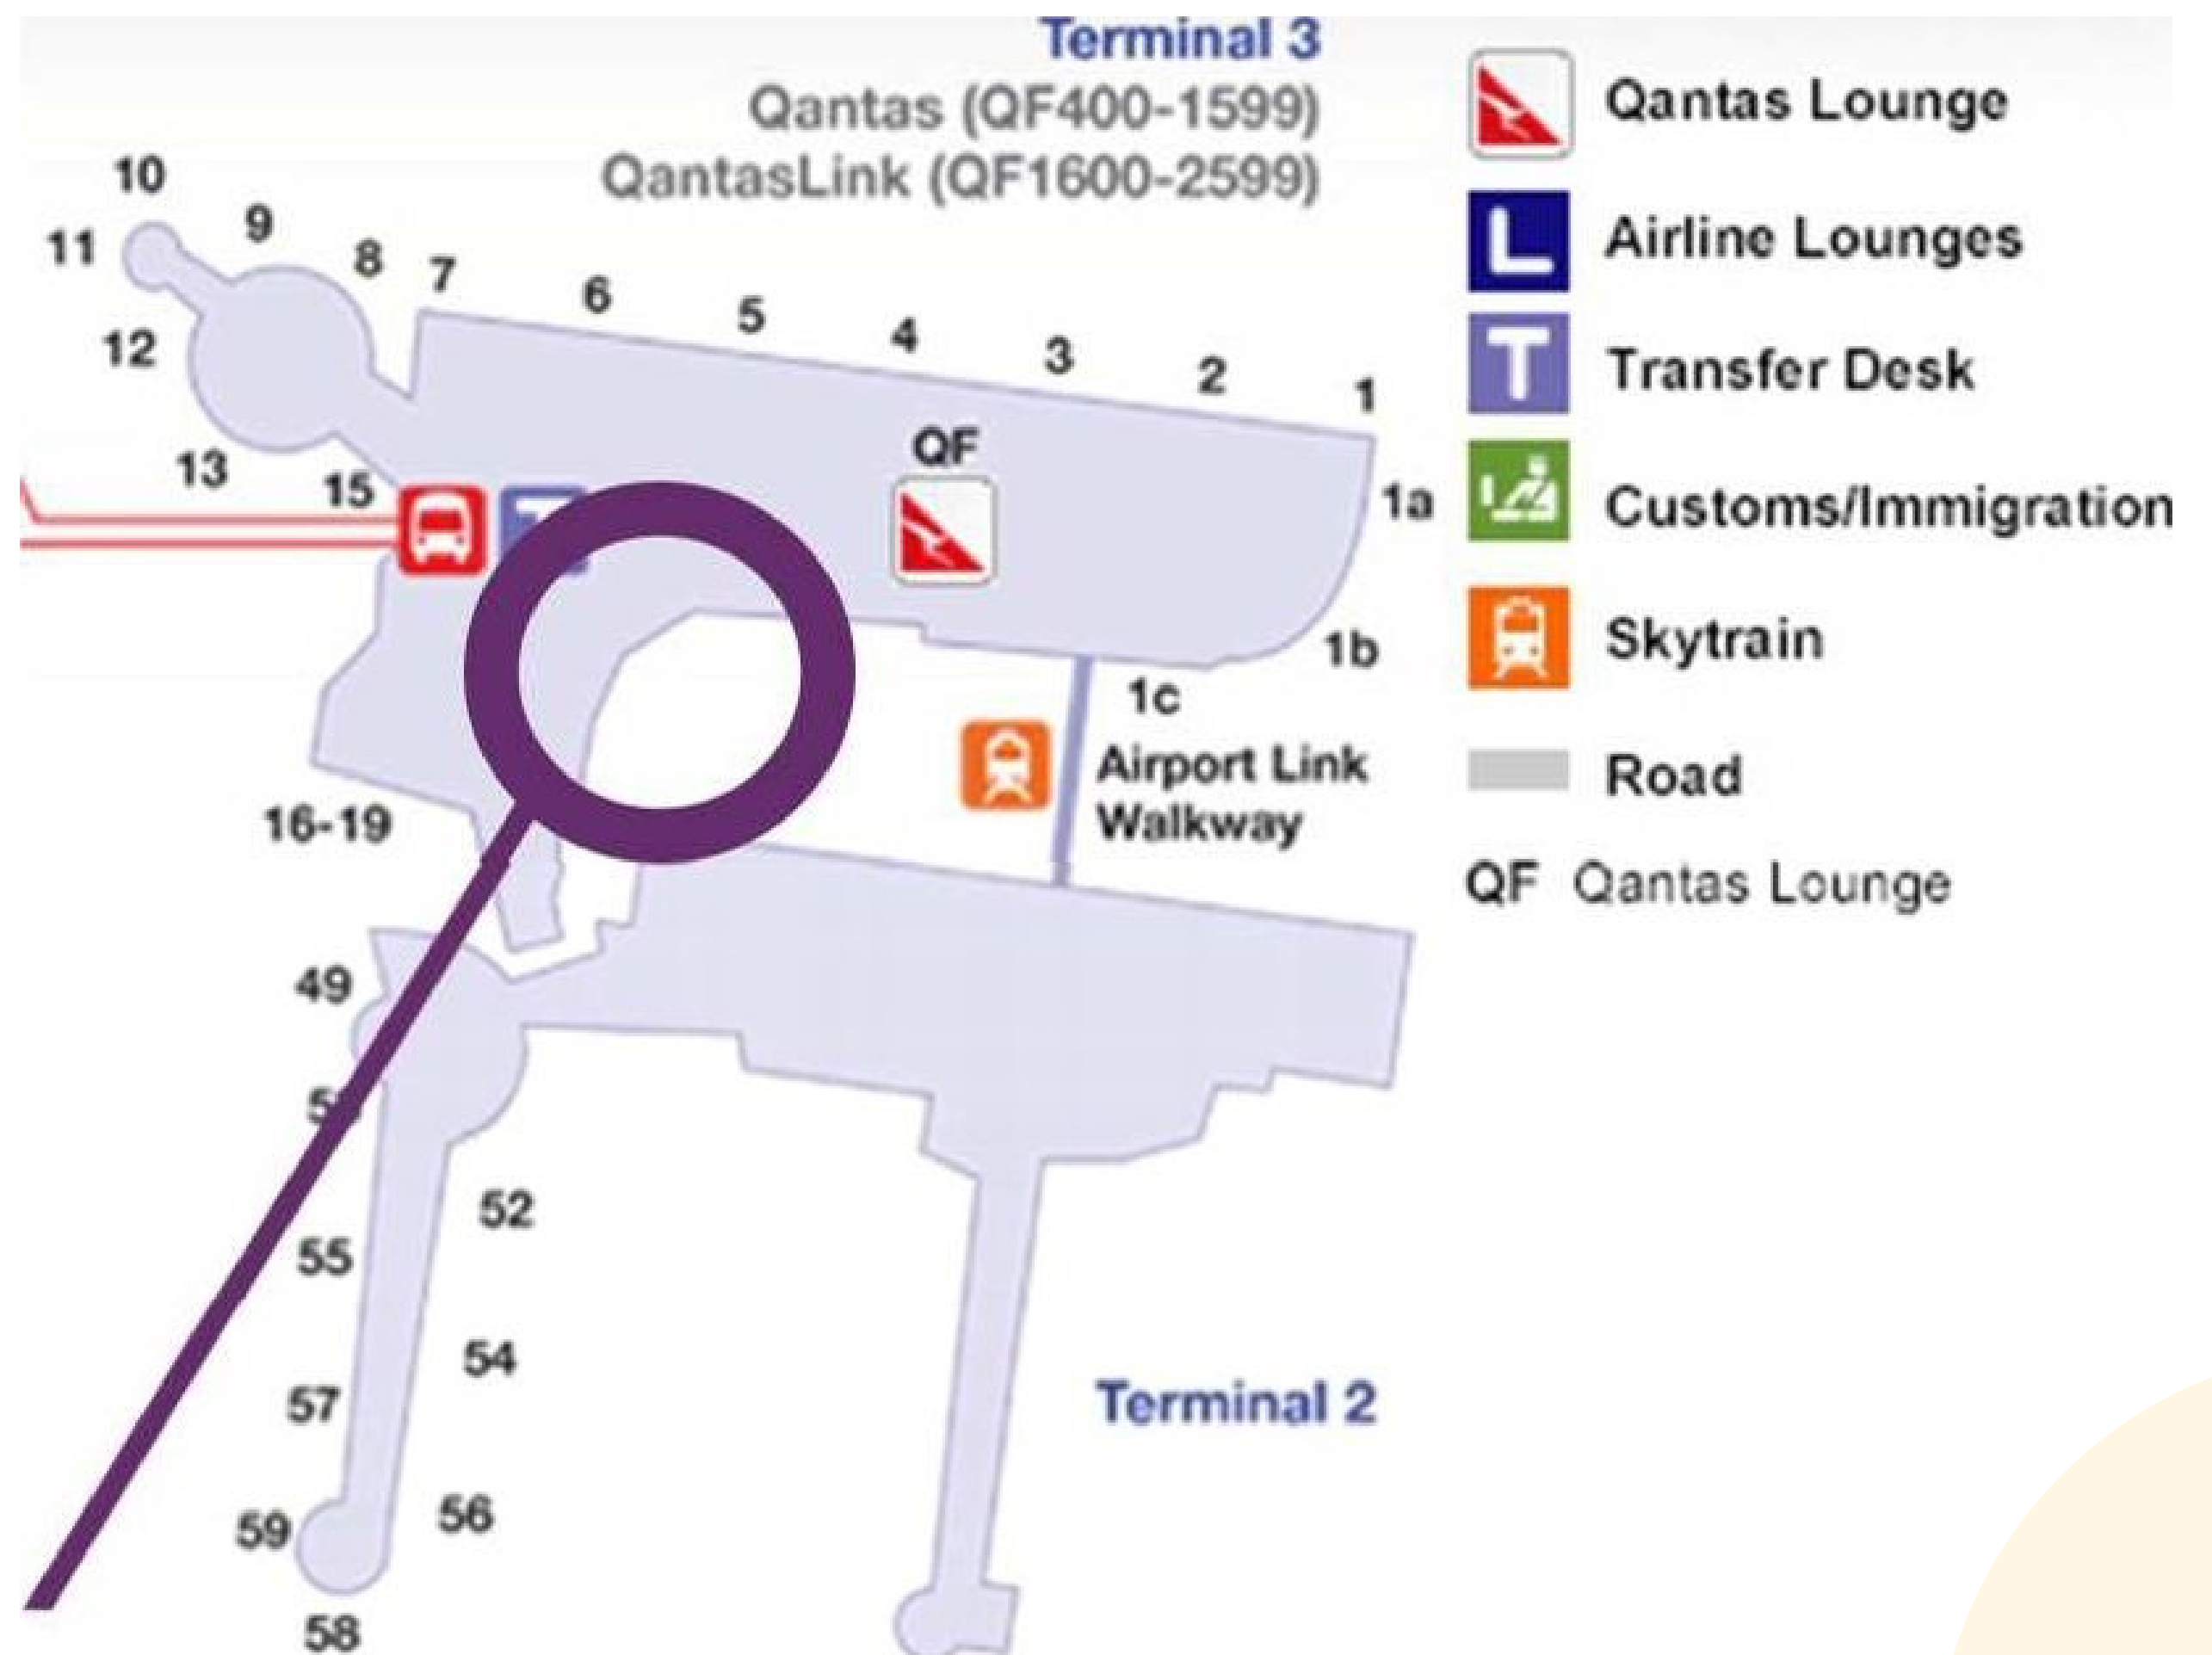 Terminal 3
Qantas (QF400-1599)
QantasLink (QF1600-2599)
10
11
9
8
7
6
5
4
3
2
1
12
13
15
QF
1a
1b
1c
Airport Link
Walkway
16-19
49
52
55
54
57
59
56
58
Terminal 2
Qantas Lounge
L
Airline Lounges
T
Transfer Desk
Customs/Immigration
Skytrain
Road
QF Qantas Lounge